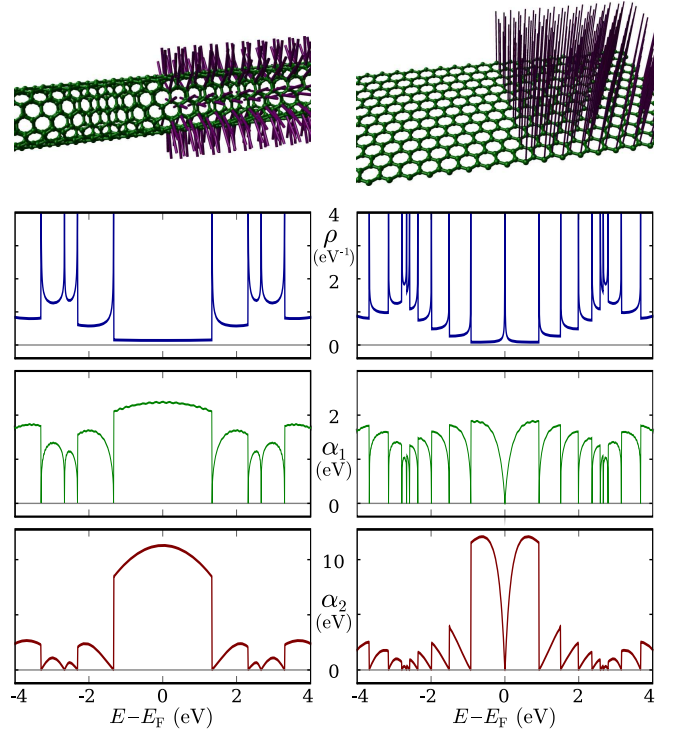 4
ρ
(eV⁻¹)
2
0
2
α₁
(eV)
0
10
α₂
(eV)
0
-4 -2 0 2 4 -4 -2 0 2 4
E−E_F (eV) E−E_F (eV)